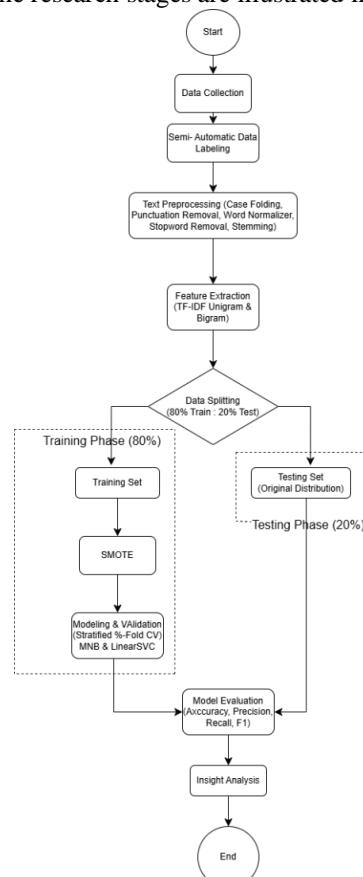 The research stages are illustrated in
Start
Data Collection
Semi- Automatic Data
Labeling
Text Preprocessing (Case Folding,
Punctuation Removal, Word Normalizer,
Stopword Removal, Stemming)
Feature Extraction
(TF-IDF Unigram &
Bigram)
Data Splitting
(80% Train : 20% Test)
Training Phase (80%)
Training Set
SMOTE
Modeling & VAlidation
(Stratified %-Fold CV)
MNB & LinearSVC
Testing Set
(Original Distribution)
Testing Phase (20%)
Model Evaluation
(Axccuracy, Precision,
Recall, F1)
Insight Analysis
End